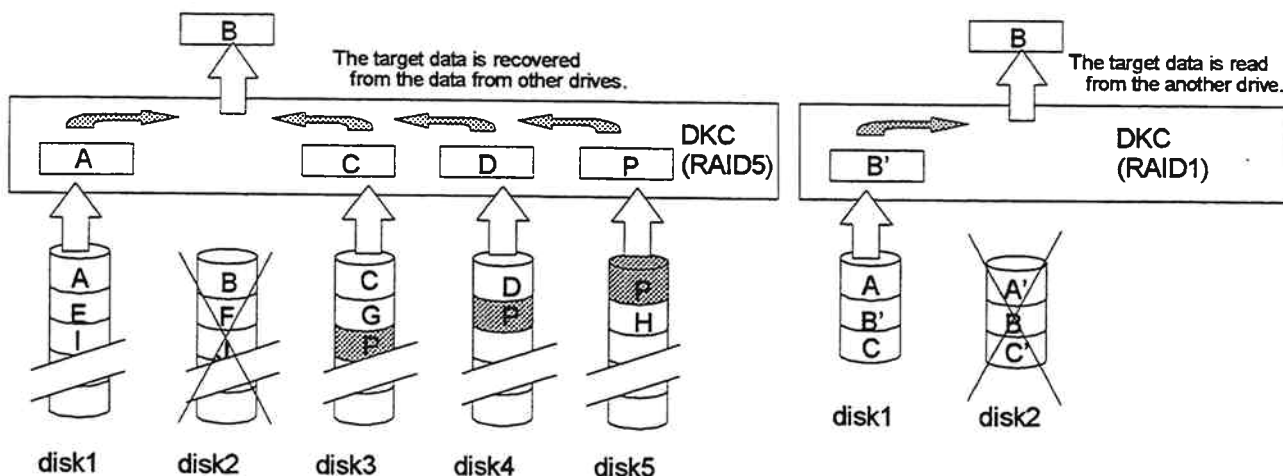 B
The target data is recovered
from the data from other drives.
A
C
D
P
DKC
(RAID5)
A
E
I
B
F
J
C
G
P
D
P
P
H
disk1
disk2
disk3
disk4
disk5
B
The target data is read
from the another drive.
B'
DKC
(RAID1)
A
B'
C
A'
B
C'
disk1
disk2